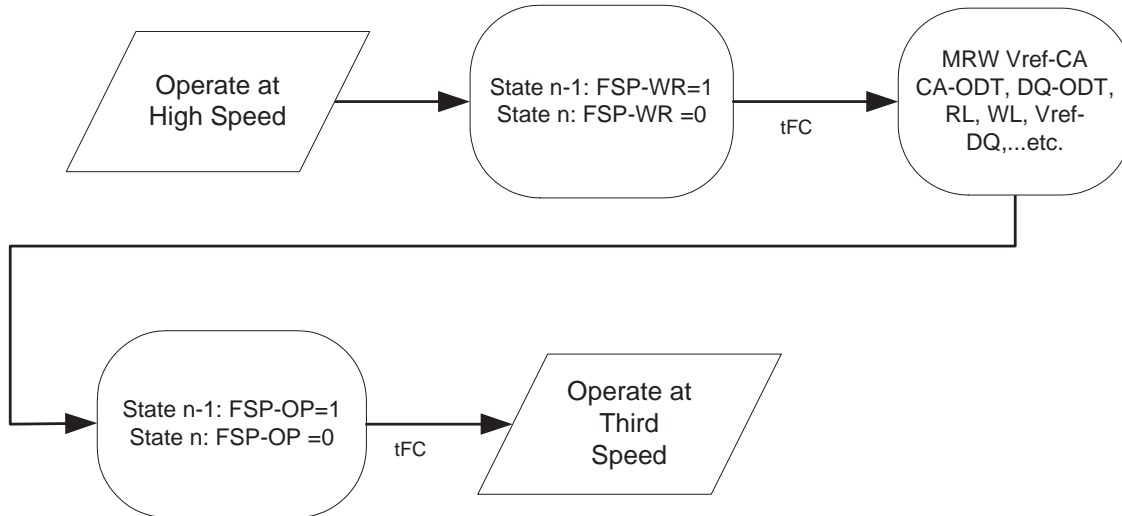 Operate at
High Speed
State n-1: FSP-WR=1
State n: FSP-WR =0
tFC
MRW Vref-CA
CA-ODT, DQ-ODT,
RL, WL, Vref-
DQ,...etc.
State n-1: FSP-OP=1
State n: FSP-OP =0
tFC
Operate at
Third
Speed